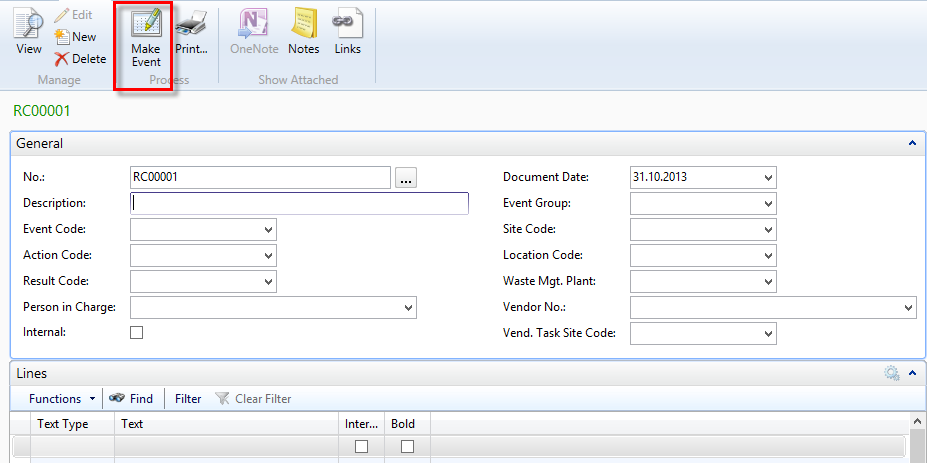 View
Edit
New
Delete
Manage
Make
Event
Print...
Process
OneNote
Notes
Links
Show Attached
RC00001
General
No.: RC00001 ...
Description:
Event Code:
Action Code:
Result Code:
Person in Charge:
Internal:
Document Date: 31.10.2013
Event Group:
Site Code:
Location Code:
Waste Mgt. Plant:
Vendor No.:
Vend. Task Site Code:
Lines
Functions Find Filter Clear Filter
Text Type Text Inter... Bold